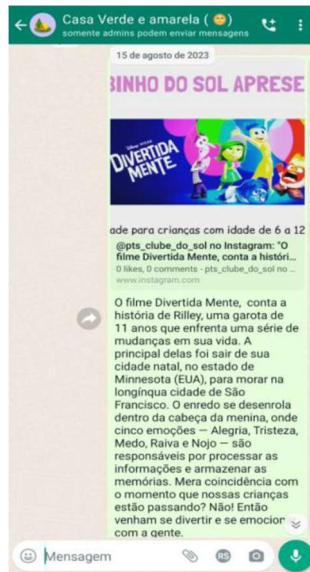 Casa Verde e amarela ( 😊)
somente admins podem enviar mensagens
15 de agosto de 2023
BINHO DO SOL APRESE
DISNEY PIXAR
DIVERTIDA
MENTE
ade para crianças com idade de 6 a 12
@pts_clube_do_sol no Instagram: "O
filme Divertida Mente, conta a históri...
0 likes, 0 comments - pts_clube_do_sol no ...
www.instagram.com
O filme Divertida Mente, conta a
história de Rilley, uma garota de
11 anos que enfrenta uma série de
mudanças em sua vida. A
principal delas foi sair de sua
cidade natal, no estado de
Minnesota (EUA), para morar na
longínqua cidade de São
Francisco. O enredo se desenrola
dentro da cabeça da menina, onde
cinco emoções — Alegria, Tristeza,
Medo, Raiva e Nojo — são
responsáveis por processar as
informações e armazenar as
memórias. Mera coincidência com
o momento que nossas crianças
estão passando? Não! Então
venham se divertir e se emocion
com a gente.
Mensagem
RS